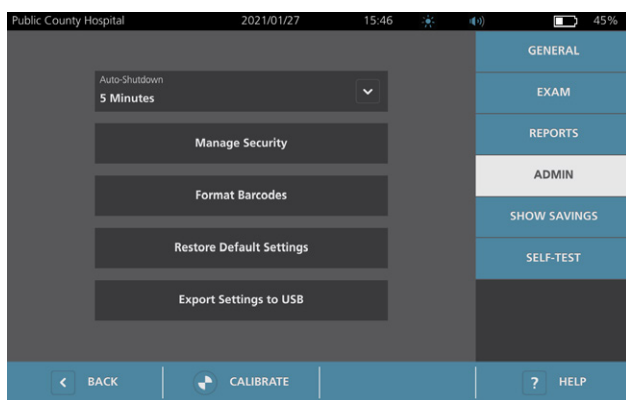 Public County Hospital 2021/01/27 15:46 45%
GENERAL
Auto-Shutdown
5 Minutes
EXAM
Manage Security
REPORTS
ADMIN
Format Barcodes
SHOW SAVINGS
Restore Default Settings
SELF-TEST
Export Settings to USB
BACK CALIBRATE ? HELP